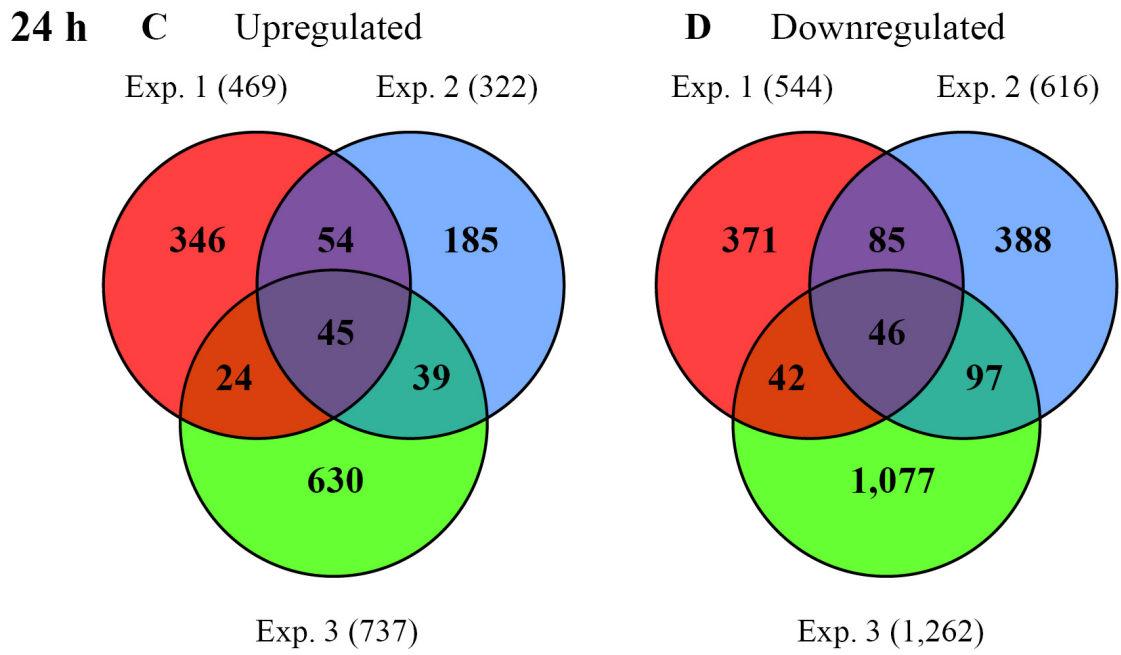 24 h C Upregulated D Downregulated
Exp. 1 (469) Exp. 2 (322) Exp. 1 (544) Exp. 2 (616)
346 54 185 371 85 388
45 46
24 39 42 97
630 1,077
Exp. 3 (737) Exp. 3 (1,262)